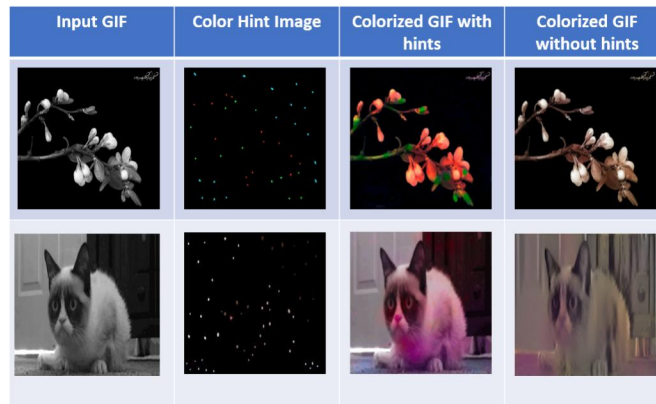 Input GIF
Color Hint Image
Colorized GIF with
hints
Colorized GIF
without hints